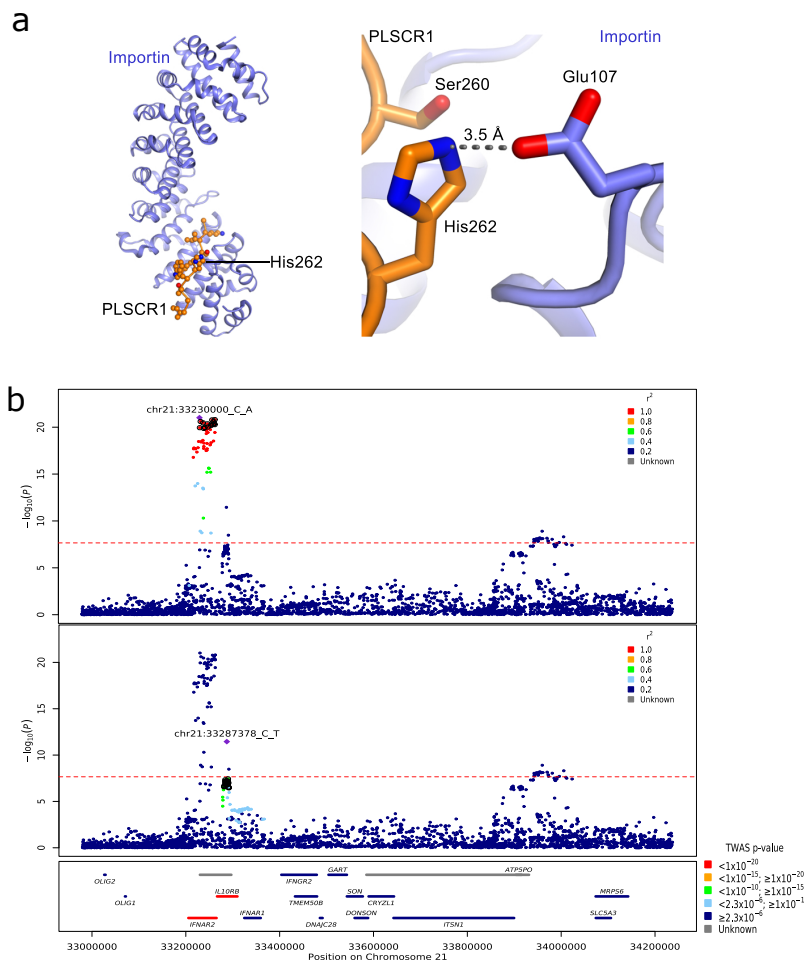 a
Importin
His262
PLSCR1
PLSCR1
Importin
Ser260
Glu107
3.5 Å
His262
b
chr21:33230000_C_A
r²
1.0
0.8
0.6
0.4
0.2
Unknown
−log₁₀(P)
20
15
10
5
0
chr21:33287378_C_T
r²
1.0
0.8
0.6
0.4
0.2
Unknown
−log₁₀(P)
20
15
10
5
0
GART
ATP5PO
OLIG2
IFNGR2
IL10RB
SON
MRPS6
OLIG1
TMEM50B
CRYZL1
IFNAR1
DONSON
SLC5A3
IFNAR2
DNAJC28
ITSN1
33000000 33200000 33400000 33600000 33800000 34000000 34200000
Position on Chromosome 21
TWAS p-value
<1x10⁻²⁰
<1x10⁻¹⁵; ≥1x10⁻²⁰
<1x10⁻¹⁰; ≥1x10⁻¹⁵
<2.3x10⁻⁶; ≥1x10⁻¹
≥2.3x10⁻⁶
Unknown